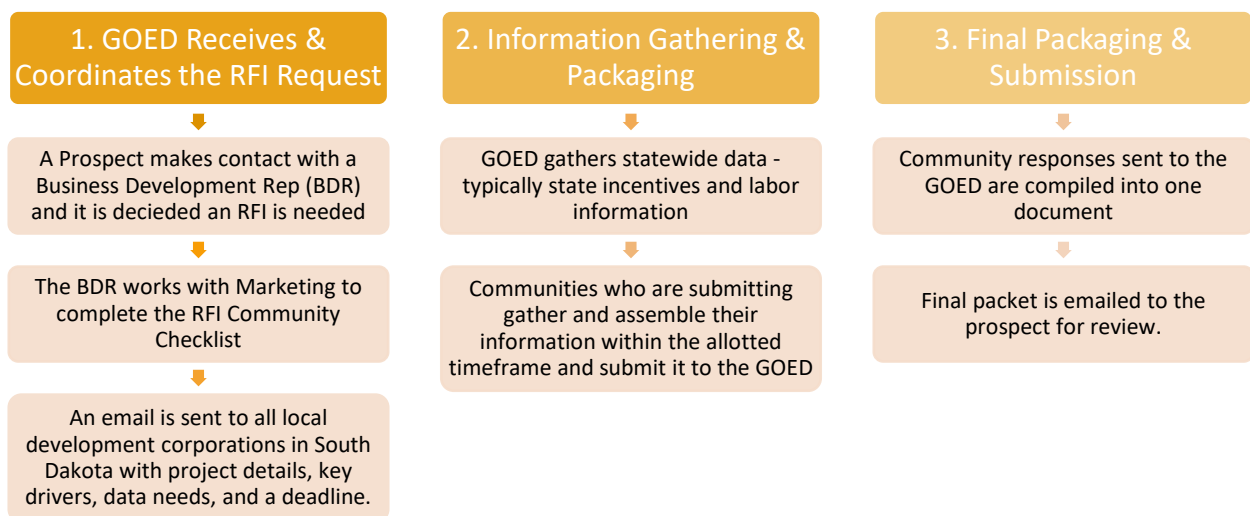 1. GOED Receives &
Coordinates the RFI Request
A Prospect makes contact with a
Business Development Rep (BDR)
and it is decieded an RFI is needed
The BDR works with Marketing to
complete the RFI Community
Checklist
An email is sent to all local
development corporations in South
Dakota with project details, key
drivers, data needs, and a deadline.
2. Information Gathering &
Packaging
GOED gathers statewide data -
typically state incentives and labor
information
Communities who are submitting
gather and assemble their
information within the allotted
timeframe and submit it to the GOED
3. Final Packaging &
Submission
Community responses sent to the
GOED are compiled into one
document
Final packet is emailed to the
prospect for review.